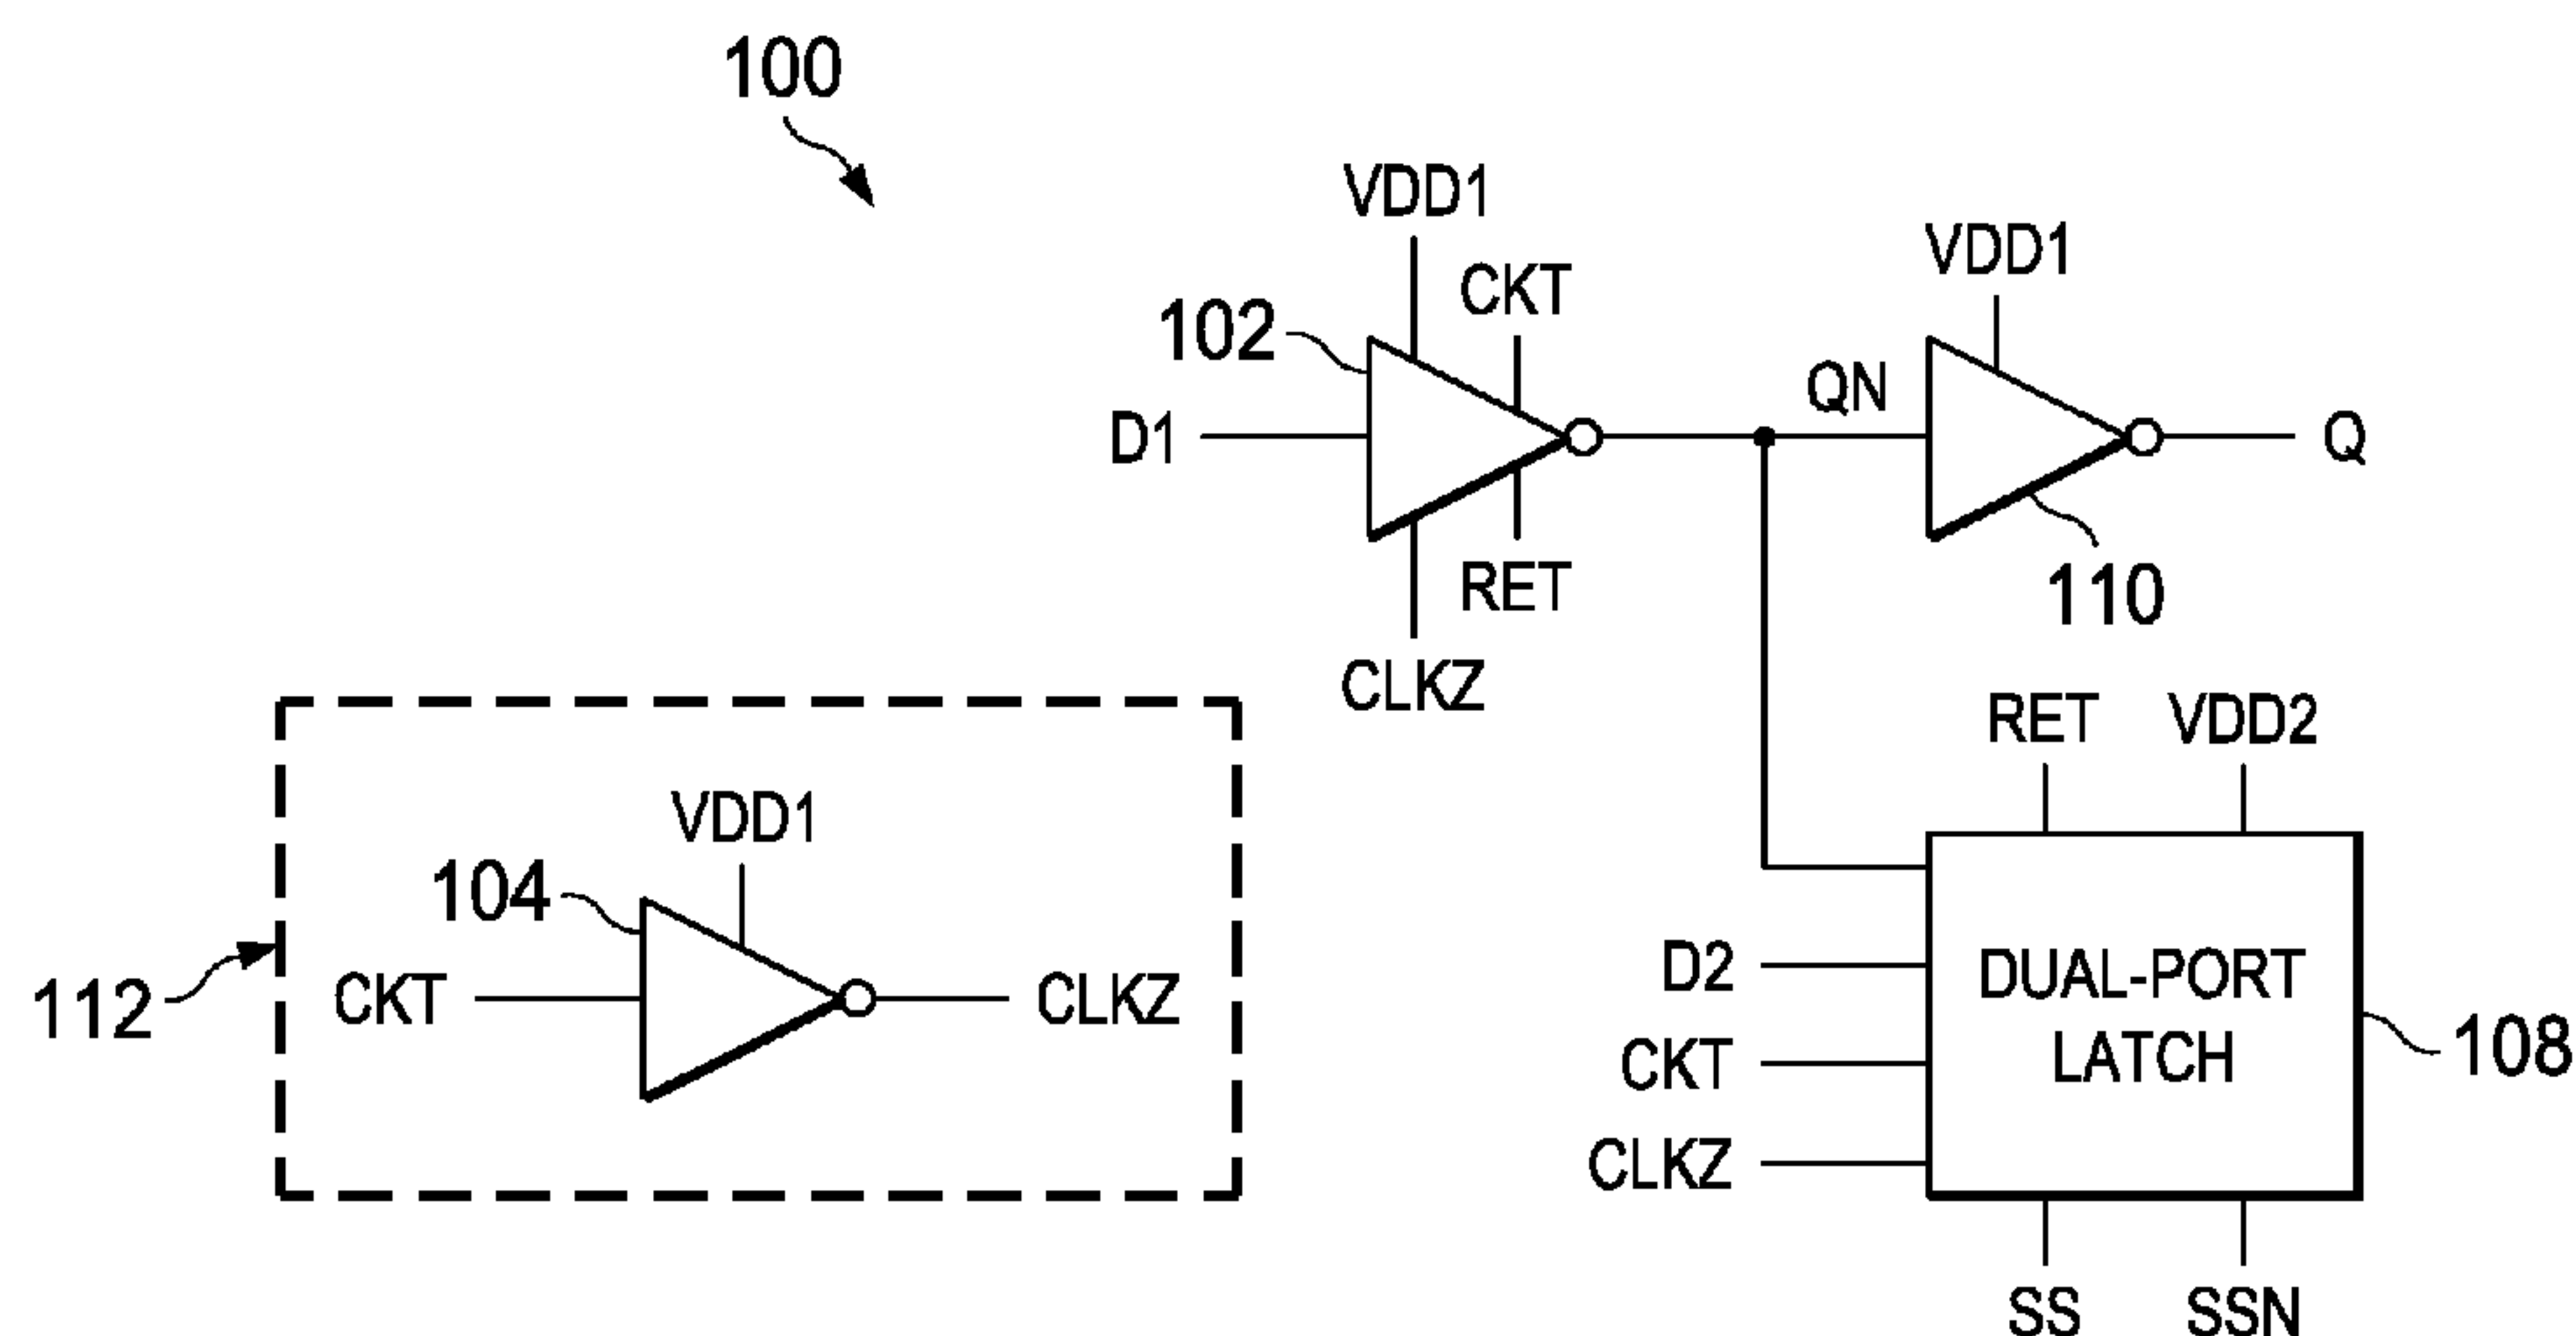 100
VDD1
CKT
102
D1
RET
CLKZ
QN
VDD1
Q
110
112
104
VDD1
CKT
CLKZ
RET
VDD2
D2
CKT
CLKZ
DUAL-PORT
LATCH
108
SS
SSN